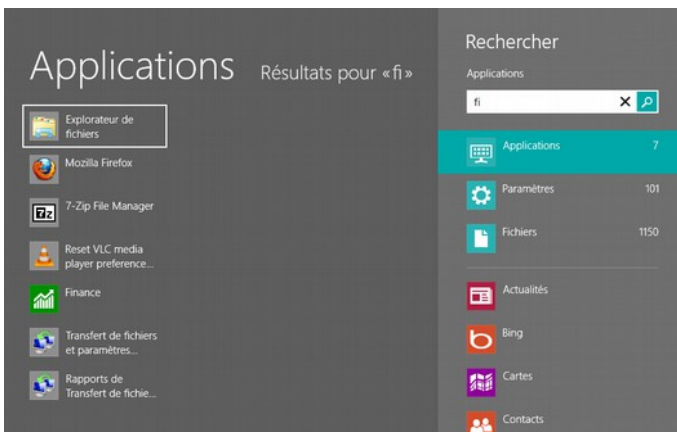 Applications Résultats pour «fi»
Explorateur de
fichiers
Mozilla Firefox
7z
7-Zip File Manager
Reset VLC media
player preference...
Finance
Transfert de fichiers
et paramètres...
Rapports de
Transfert de fichie...
Rechercher
Applications
fi
Applications 7
Paramètres 101
Fichiers 1150
Actualités
Bing
Cartes
Contacts